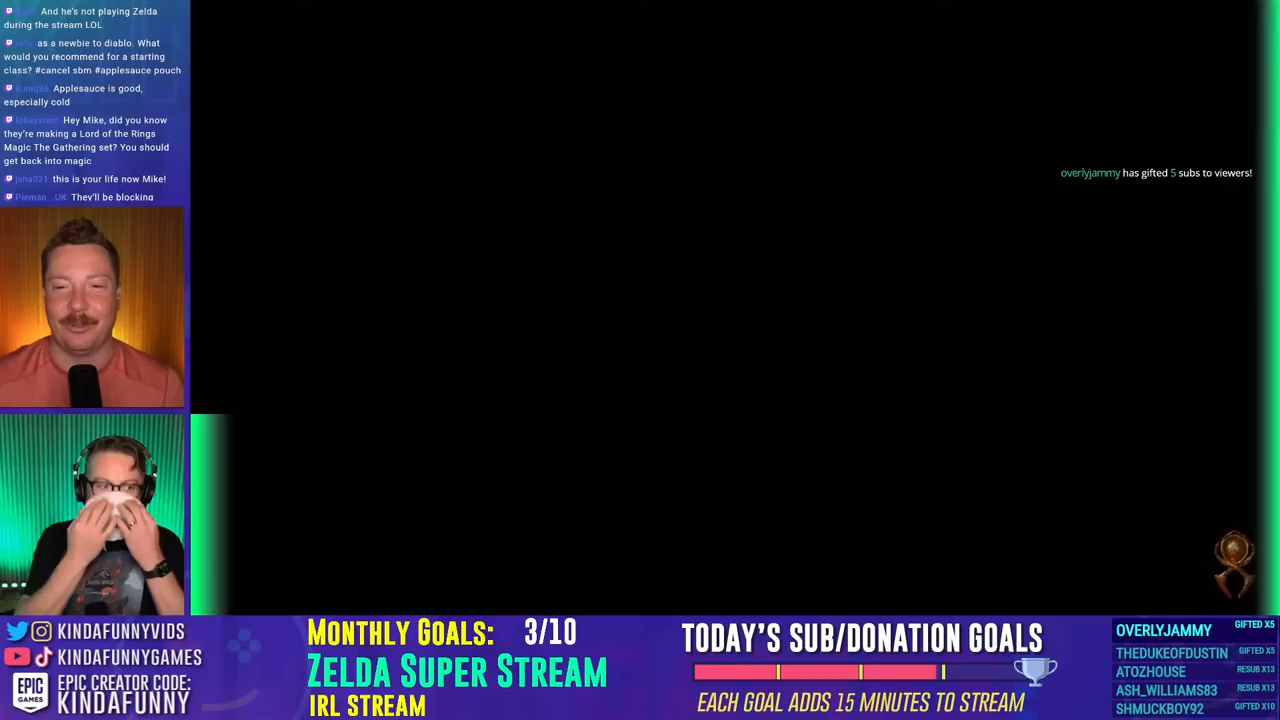 And he's not playing Zelda
during the stream LOL
as a newbie to diablo. What
would you recommend for a starting
class? #cancel sbm #applesauce pouch
Applesauce is good,
especially cold
Hey Mike, did you know
they're making a Lord of the Rings
Magic The Gathering set? You should
get back into magic
jsha021: this is your life now Mike!
Pieman__UK: They'll be blocking
overlyjammy has gifted 5 subs to viewers!
KINDAFUNNYVIDS
KINDAFUNNYGAMES
EPIC GAMES
EPIC CREATOR CODE:
KINDAFUNNY
MONTHLY GOALS: 3/10
ZELDA SUPER STREAM
IRL STREAM
TODAY'S SUB/DONATION GOALS
EACH GOAL ADDS 15 MINUTES TO STREAM
OVERLYJAMMY GIFTED X5
THEDUKEOFDUSTIN GIFTED X5
ATOZHOUSE RESUB X13
ASH_WILLIAMS83 RESUB X13
SHMUCKBOY92 GIFTED X10